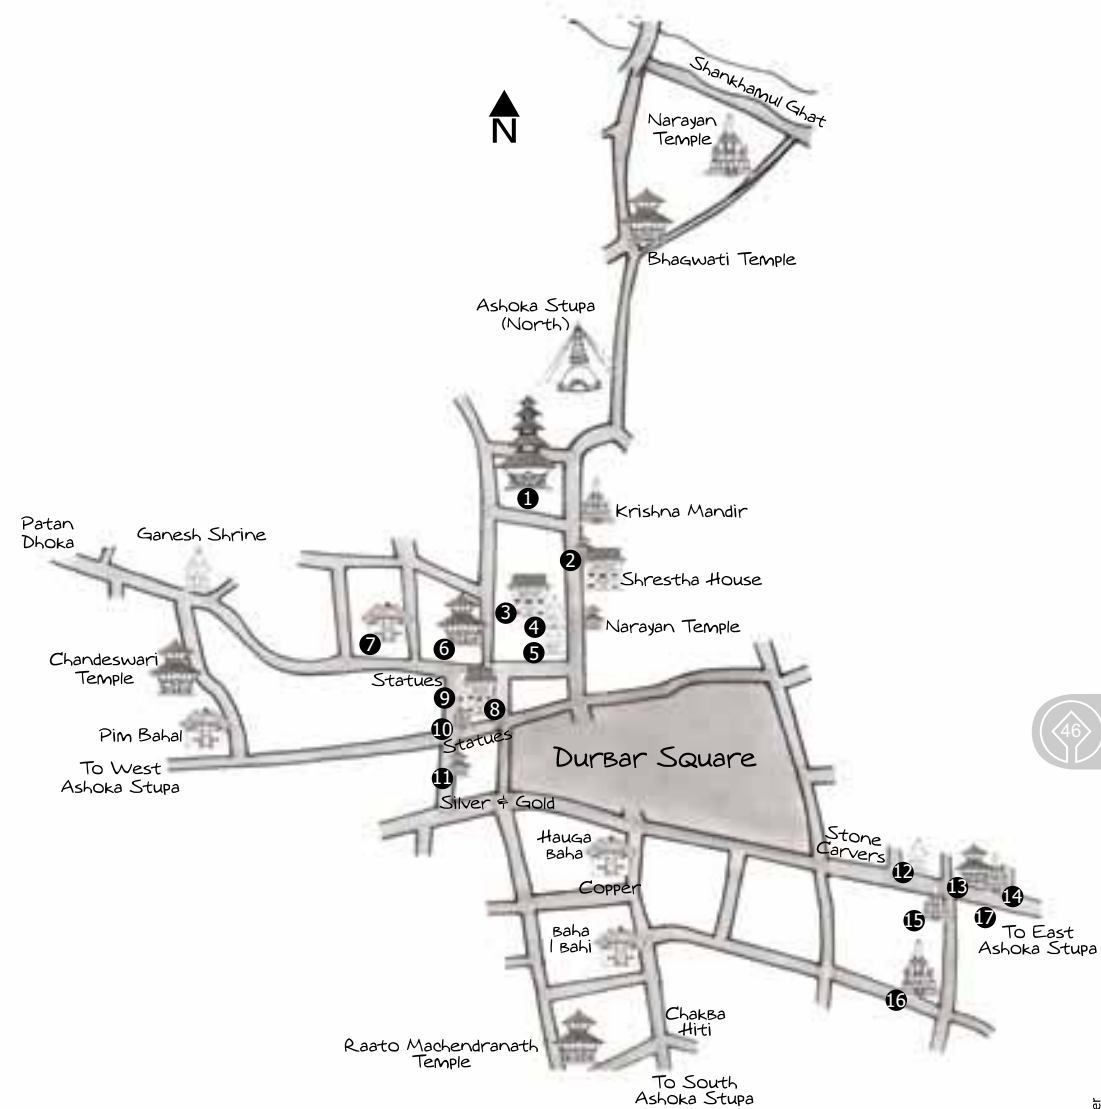 Shankhamul Ghat
N
Narayan
Temple
Bhagwati Temple
Ashoka Stupa
(North)
1
Krishna Mandir
Patan
Dhoka
Ganesh Shrine
2
Shrestha House
3
4
Narayan Temple
5
6
7
Chandeswari
Temple
Statues
9
8
Pim Bahal
10
Statues
46
Durbar Square
To West
Ashoka Stupa
11
Silver & Gold
Hauga
Baha
Stone
Carvers
12
13
14
Copper
15
17
Baha
I Bahi
To East
Ashoka Stupa
16
Chakba
Hiti
Raato Machendranath
Temple
To South
Ashoka Stupa
er